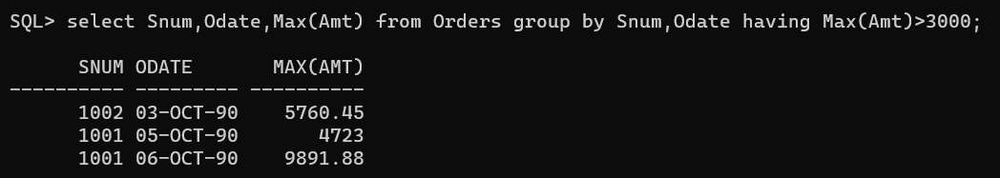 SQL> select Snum,Odate,Max(Amt) from Orders group by Snum,Odate having Max(Amt)>3000;

      SNUM ODATE       MAX(AMT)
---------- --------- ----------
      1002 03-OCT-90    5760.45
      1001 05-OCT-90       4723
      1001 06-OCT-90    9891.88